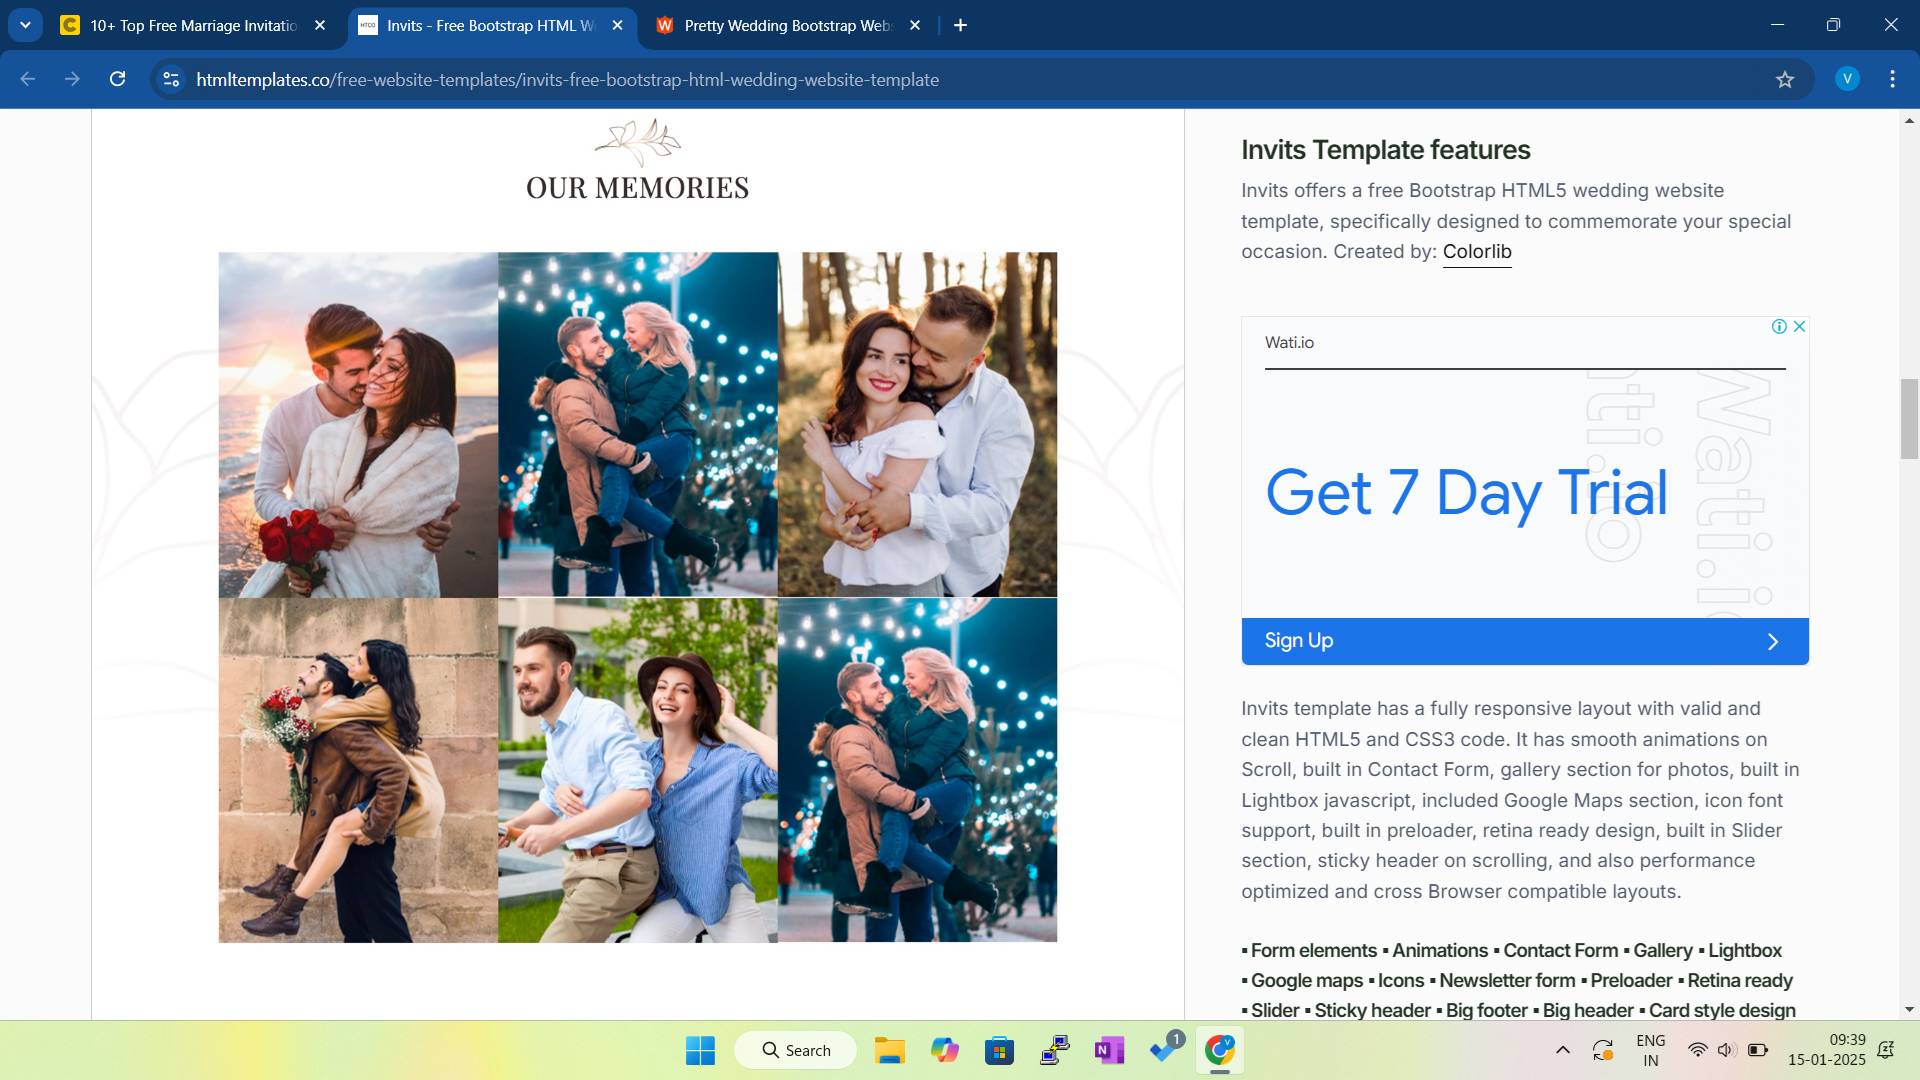 10+ Top Free Marriage Invitatio
Invits - Free Bootstrap HTML W
Pretty Wedding Bootstrap Web
htmltemplates.co/free-website-templates/invits-free-bootstrap-html-wedding-website-template
V
OUR MEMORIES
Invits Template features
Invits offers a free Bootstrap HTML5 wedding website
template, specifically designed to commemorate your special
occasion. Created by: Colorlib
Wati.io
Wati.io
Get 7 Day Trial
Sign Up
Invits template has a fully responsive layout with valid and
clean HTML5 and CSS3 code. It has smooth animations on
Scroll, built in Contact Form, gallery section for photos, built in
Lightbox javascript, included Google Maps section, icon font
support, built in preloader, retina ready design, built in Slider
section, sticky header on scrolling, and also performance
optimized and cross Browser compatible layouts.
▪ Form elements ▪ Animations ▪ Contact Form ▪ Gallery ▪ Lightbox
▪ Google maps ▪ Icons ▪ Newsletter form ▪ Preloader ▪ Retina ready
▪ Slider ▪ Sticky header ▪ Big footer ▪ Big header ▪ Card style design
Search
1
ENG
IN
09:39
15-01-2025